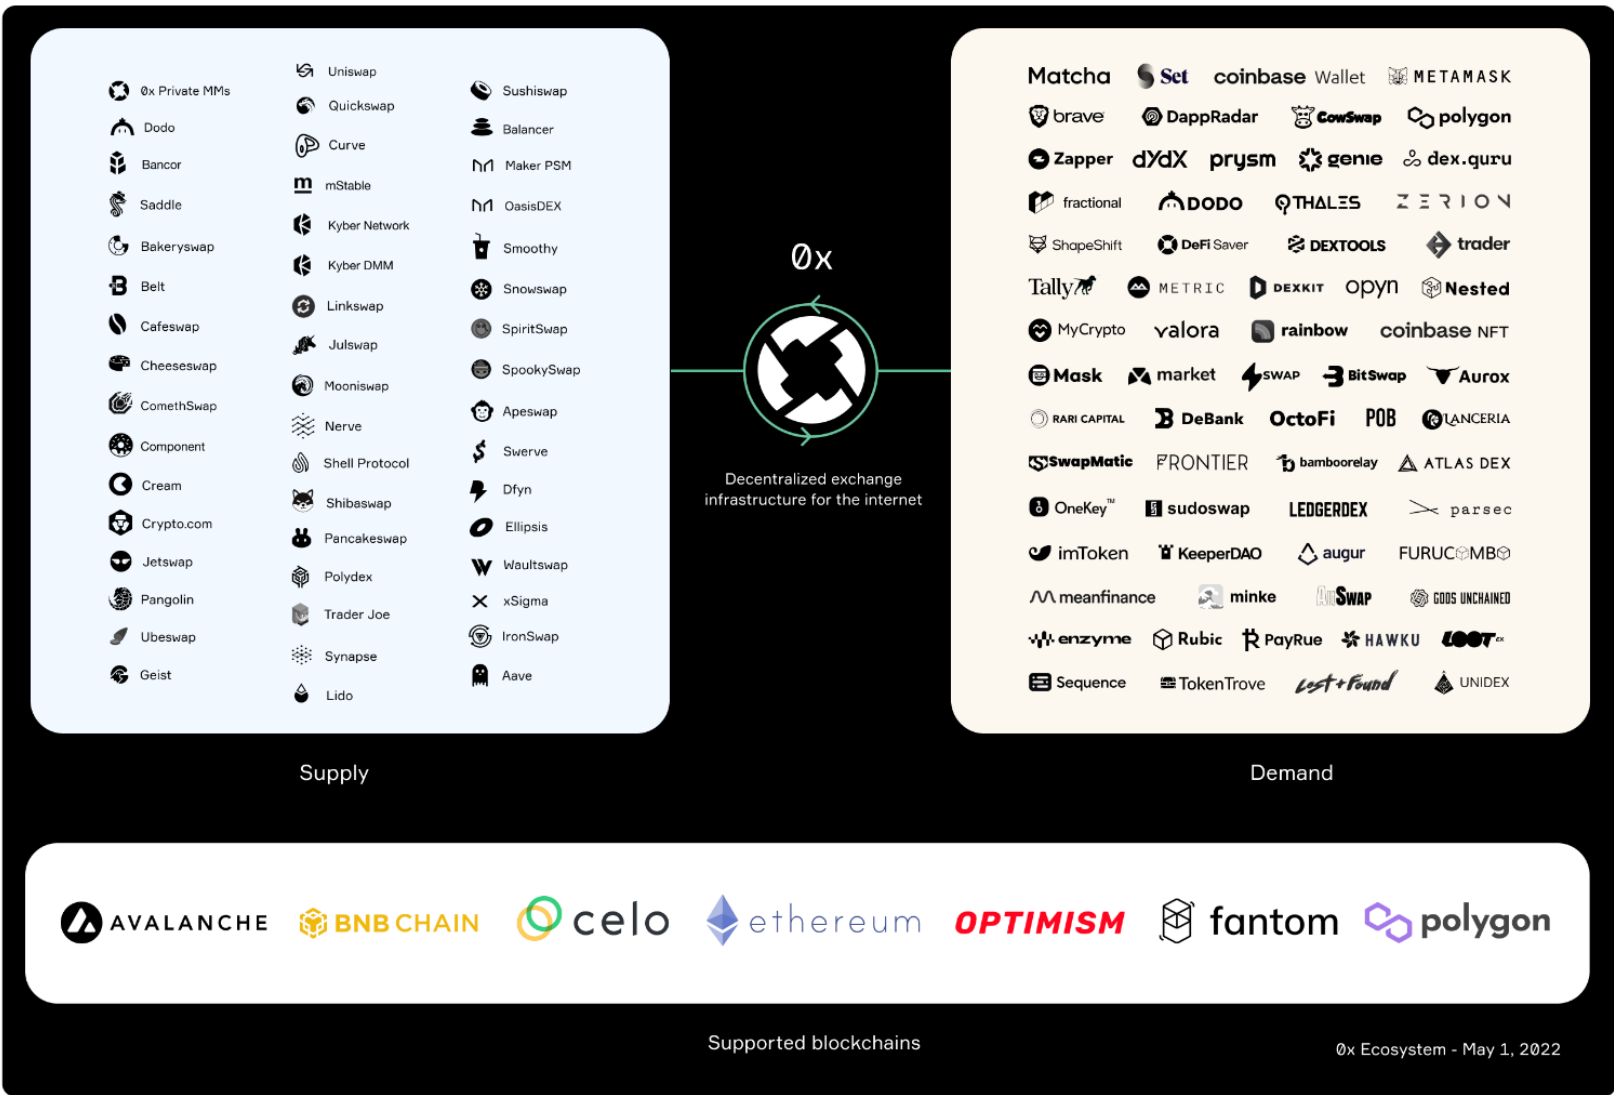 0x Private MMs
Dodo
Bancor
Saddle
Bakeryswap
Belt
Cafeswap
Cheeseswap
ComethSwap
Component
Cream
Crypto.com
Jetswap
Pangolin
Ubeswap
Geist
Uniswap
Quickswap
Curve
mStable
Kyber Network
Kyber DMM
Linkswap
Julswap
Mooniswap
Nerve
Shell Protocol
Shibaswap
Pancakeswap
Polydex
Trader Joe
Synapse
Lido
Sushiswap
Balancer
Maker PSM
OasisDEX
Smoothy
Snowswap
SpiritSwap
SpookySwap
Apeswap
Swerve
Dfyn
Ellipsis
Waultswap
xSigma
IronSwap
Aave
Supply
0x
Decentralized exchange
infrastructure for the internet
Matcha Set coinbase Wallet METAMASK
brave DappRadar CowSwap polygon
Zapper dYdX prysm genie dex.guru
fractional DODO THALES ZERION
ShapeShift DeFi Saver DEXTOOLS trader
Tally METRIC DEXKIT opyn Nested
MyCrypto valora rainbow coinbase NFT
Mask market SWAP BitSwap Aurox
RARI CAPITAL DeBank OctoFi POB LANCERIA
SwapMatic FRONTIER bamboorelay ATLAS DEX
OneKey™ sudoswap LEDGERDEX parsec
imToken KeeperDAO augur FURUCOMBO
meanfinance minke SWAP GODS UNCHAINED
enzyme Rubic PayRue HAWKU LOOT EX
Sequence TokenTrove Lost+Found UNIDEX
Demand
AVALANCHE BNB CHAIN celo ethereum OPTIMISM fantom polygon
Supported blockchains
0x Ecosystem - May 1, 2022